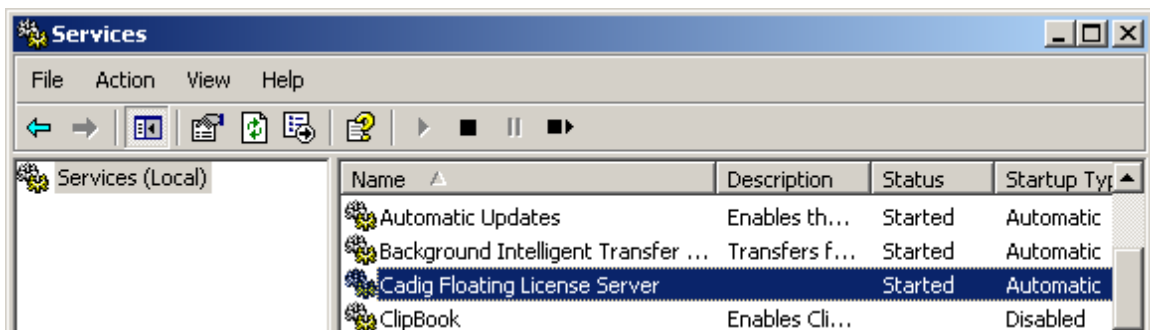 Services
File Action View Help
Services (Local)
Name Description Status Startup Typ
Automatic Updates Enables th... Started Automatic
Background Intelligent Transfer ... Transfers f... Started Automatic
Cadig Floating License Server Started Automatic
ClipBook Enables Cli... Disabled